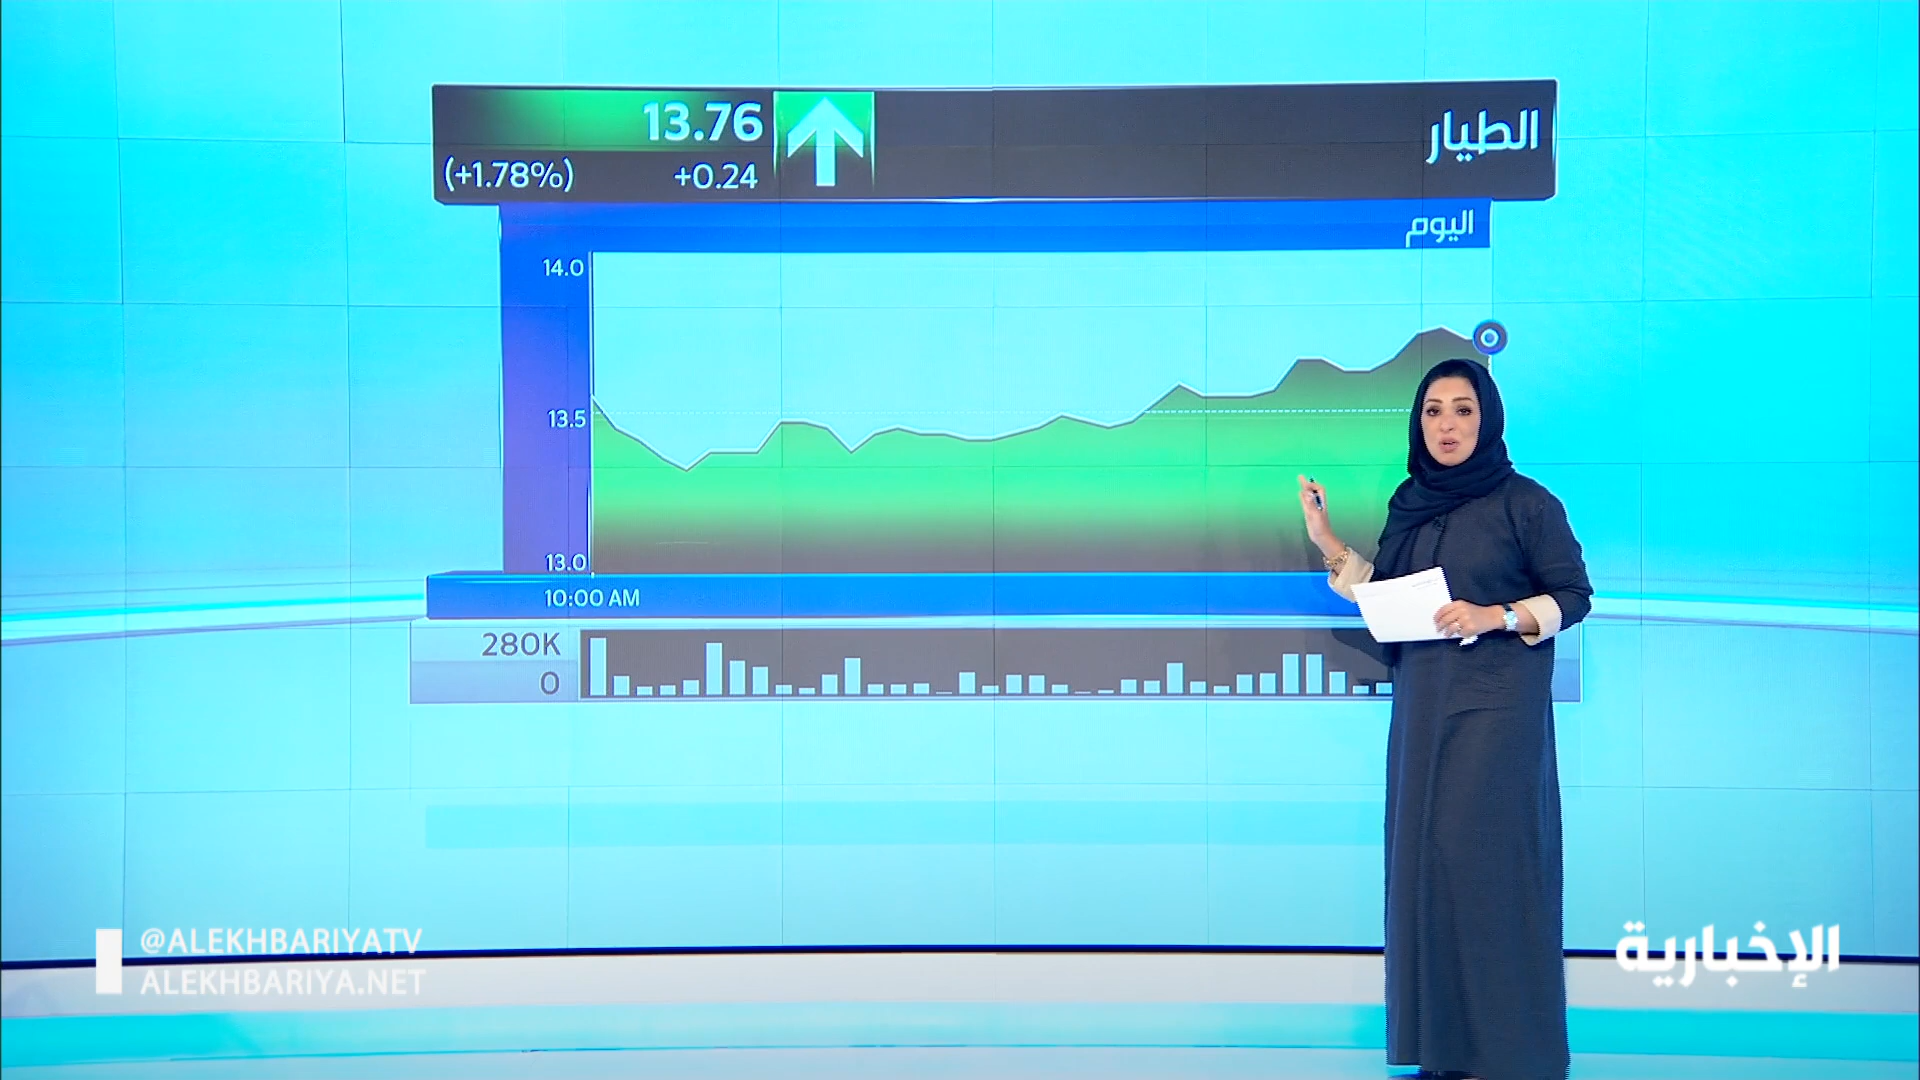 الطيار
13.76
+0.24 (+1.78%)
اليوم
14.0
13.5
13.0
10:00 AM
280K
0
@ALEKHBARIYATV
ALEKHBARIYA.NET
الإخبارية